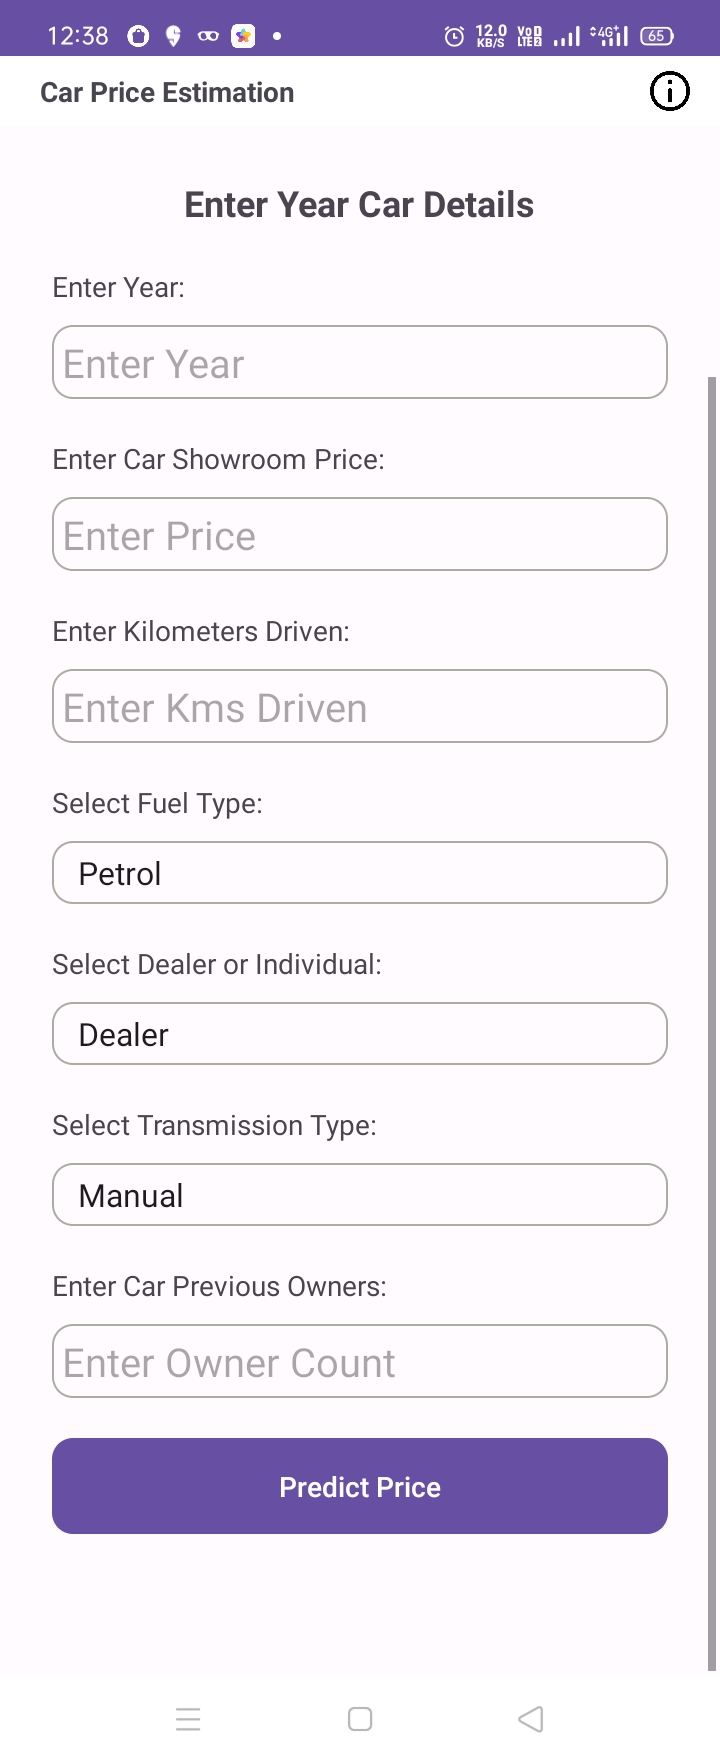 12:38 12.0 KB/S VoD LTE2 4G+ 65
Car Price Estimation
Enter Year Car Details
Enter Year:
Enter Year
Enter Car Showroom Price:
Enter Price
Enter Kilometers Driven:
Enter Kms Driven
Select Fuel Type:
Petrol
Select Dealer or Individual:
Dealer
Select Transmission Type:
Manual
Enter Car Previous Owners:
Enter Owner Count
Predict Price